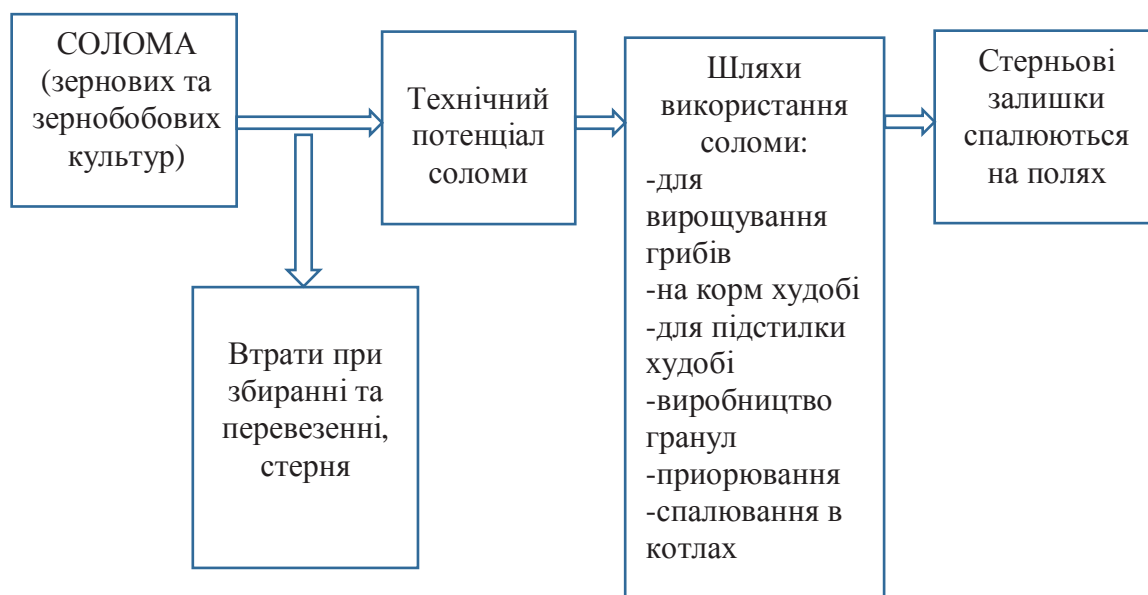 СОЛОМА
(зернових та
зернобобових
культур)
Технічний
потенціал
соломи
Шляхи
використання
соломи:
-для
вирощування
грибів
-на корм худобі
-для підстилки
худобі
-виробництво
гранул
-приорювання
-спалювання в
котлах
Стерньові
залишки
спалюються
на полях
Втрати при
збиранні та
перевезенні,
стерня